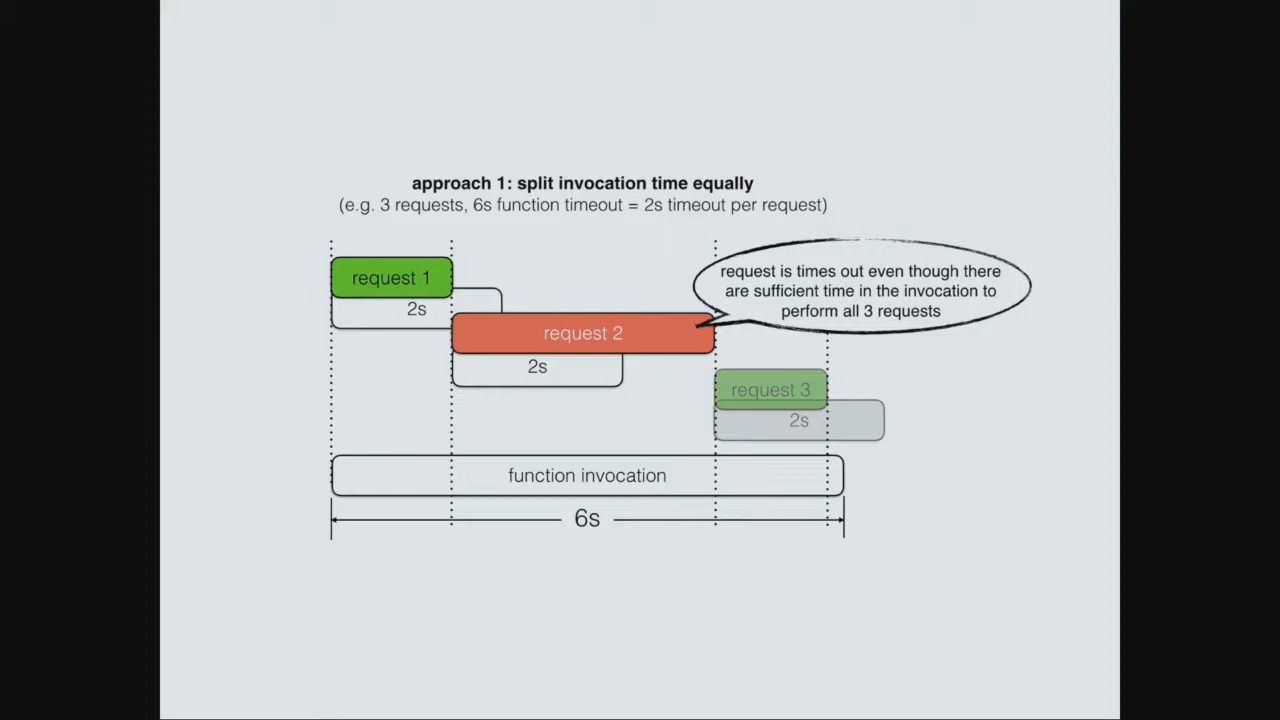 approach 1: split invocation time equally
(e.g. 3 requests, 6s function timeout = 2s timeout per request)
request 1
2s
request is times out even though there
are sufficient time in the invocation to
perform all 3 requests
request 2
2s
request 3
2s
function invocation
6s